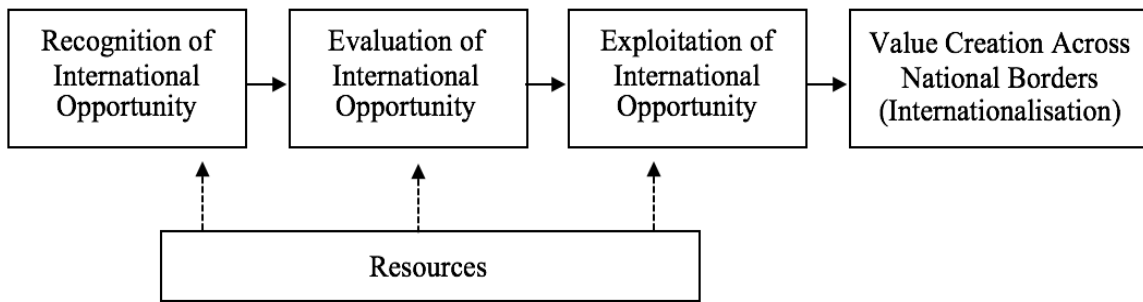 Recognition of
International
Opportunity
Evaluation of
International
Opportunity
Exploitation of
International
Opportunity
Value Creation Across
National Borders
(Internationalisation)
Resources